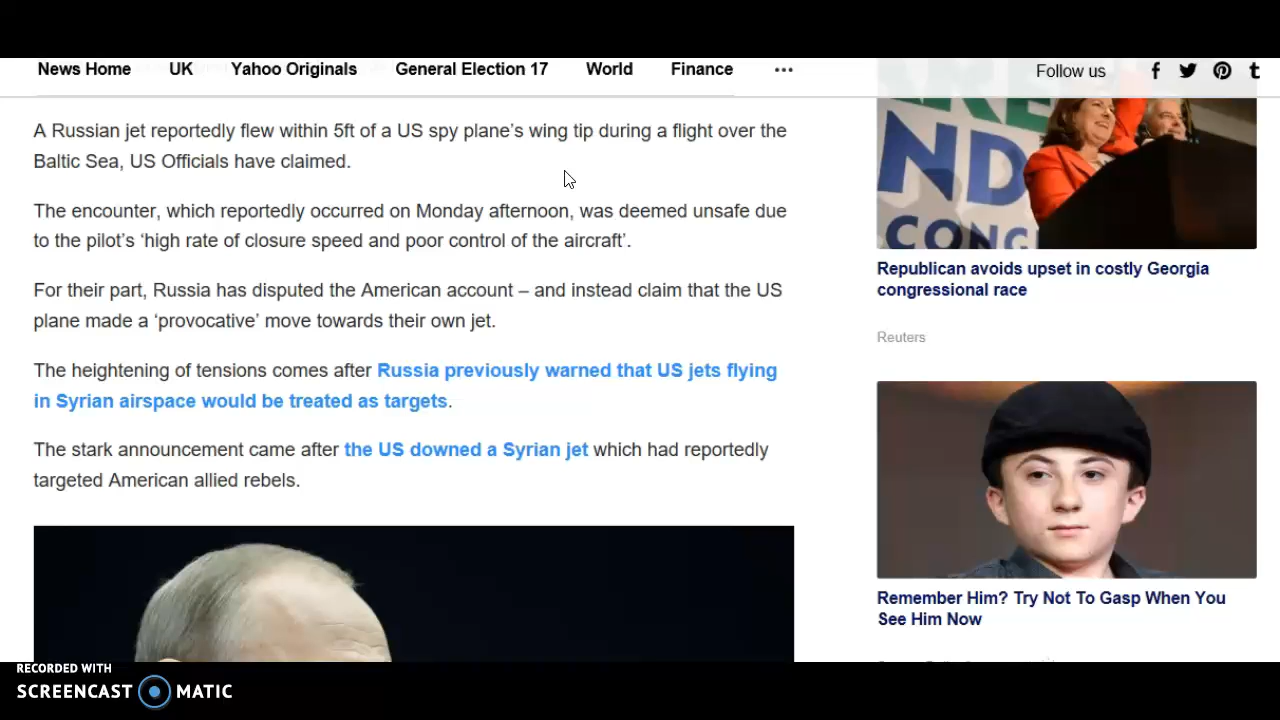 News Home UK Yahoo Originals General Election 17 World Finance ...
Follow us
A Russian jet reportedly flew within 5ft of a US spy plane’s wing tip during a flight over the
Baltic Sea, US Officials have claimed.
The encounter, which reportedly occurred on Monday afternoon, was deemed unsafe due
to the pilot’s ‘high rate of closure speed and poor control of the aircraft’.
For their part, Russia has disputed the American account – and instead claim that the US
plane made a ‘provocative’ move towards their own jet.
The heightening of tensions comes after Russia previously warned that US jets flying
in Syrian airspace would be treated as targets.
The stark announcement came after the US downed a Syrian jet which had reportedly
targeted American allied rebels.
ND
CONG
Republican avoids upset in costly Georgia
congressional race
Reuters
Remember Him? Try Not To Gasp When You
See Him Now
RECORDED WITH
SCREENCAST MATIC